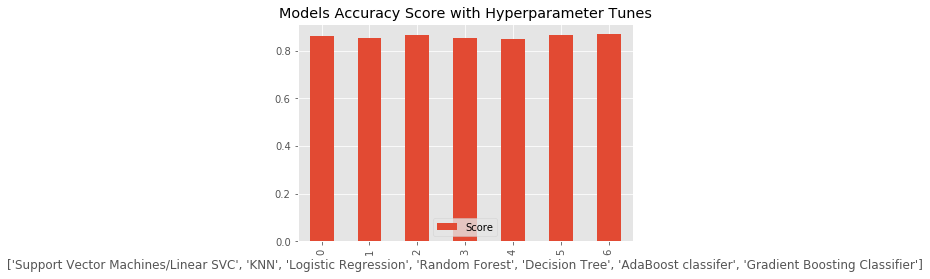 Models Accuracy Score with Hyperparameter Tunes
0.8
0.6
0.4
0.2
0.0
Score
0 1 2 3 4 5 6
['Support Vector Machines/Linear SVC', 'KNN', 'Logistic Regression', 'Random Forest', 'Decision Tree', 'AdaBoost classifer', 'Gradient Boosting Classifier']